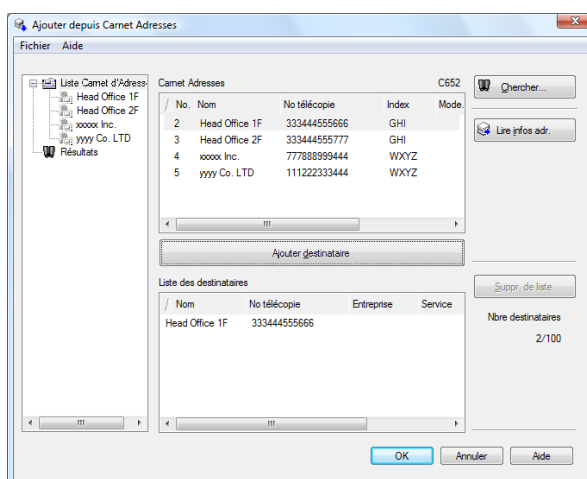 Ajouter depuis Carnet Adresses
Fichier Aide
Liste Carnet d'Adress
Head Office 1F
Head Office 2F
xxxxx Inc.
yyyy Co. LTD
Résultats
Carnet Adresses C652
/ No. Nom No télécopie Index Mode.
2 Head Office 1F 333444555666 GHI
3 Head Office 2F 333444555777 GHI
4 xxxxx Inc. 777888999444 WXYZ
5 yyyy Co. LTD 111222333444 WXYZ
Chercher...
Lire infos adr.
Ajouter destinataire
Liste des destinataires
/ Nom No télécopie Entreprise Service
Head Office 1F 333444555666
Suppr. de liste
Nbre destinataires
2/100
OK Annuler Aide